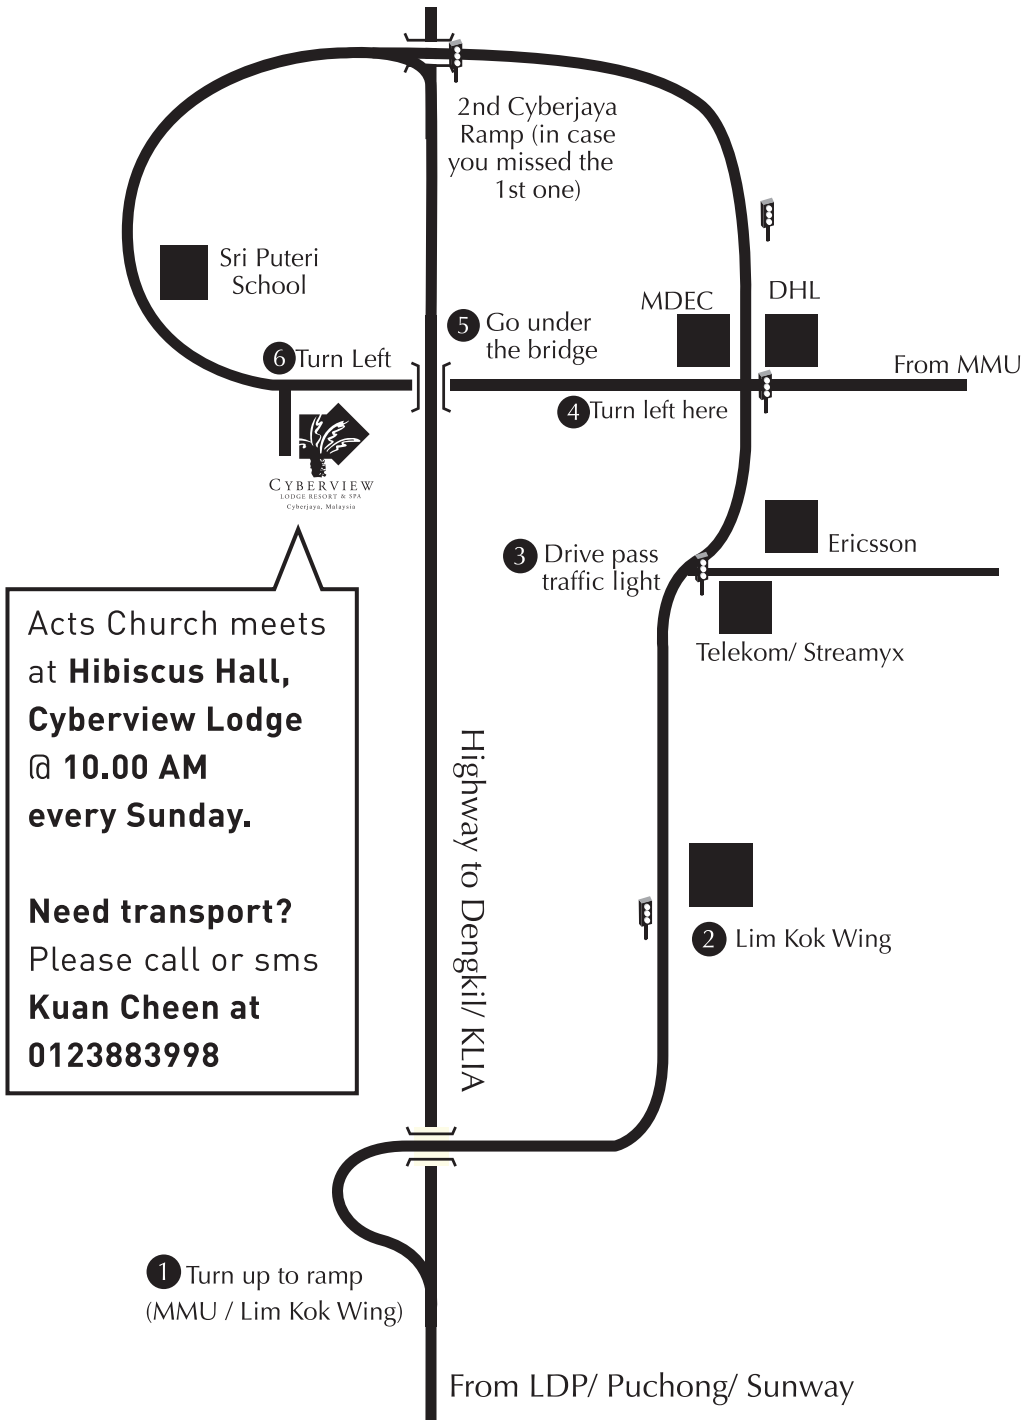 2nd Cyberjaya
Ramp (in case
you missed the
1st one)
Sri Puteri
School
MDEC
DHL
5 Go under
the bridge
6 Turn Left
From MMU
4 Turn left here
CYBERVIEW
LODGE RESORT & SPA
Cyberjaya, Malaysia
3 Drive pass
traffic light
Ericsson
Telekom/ Streamyx
Acts Church meets
at Hibiscus Hall,
Cyberview Lodge
@ 10.00 AM
every Sunday.
Need transport?
Please call or sms
Kuan Cheen at
0123883998
Highway to Dengkil/ KLIA
2 Lim Kok Wing
1 Turn up to ramp
(MMU / Lim Kok Wing)
From LDP/ Puchong/ Sunway